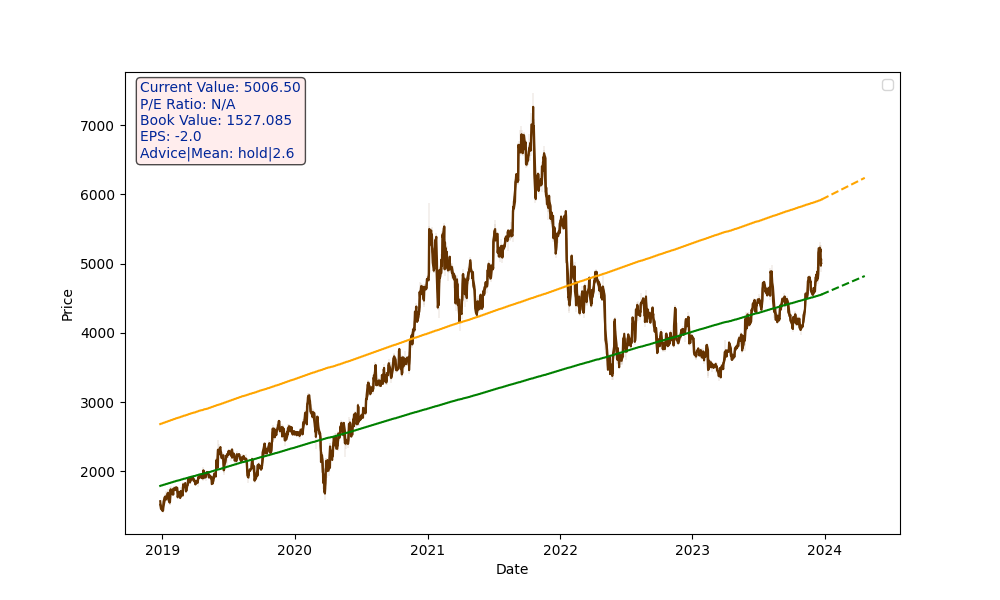 Current Value: 5006.50
P/E Ratio: N/A
Book Value: 1527.085
EPS: -2.0
Advice|Mean: hold|2.6
7000
6000
5000
4000
3000
2000
Price
2019 2020 2021 2022 2023 2024
Date